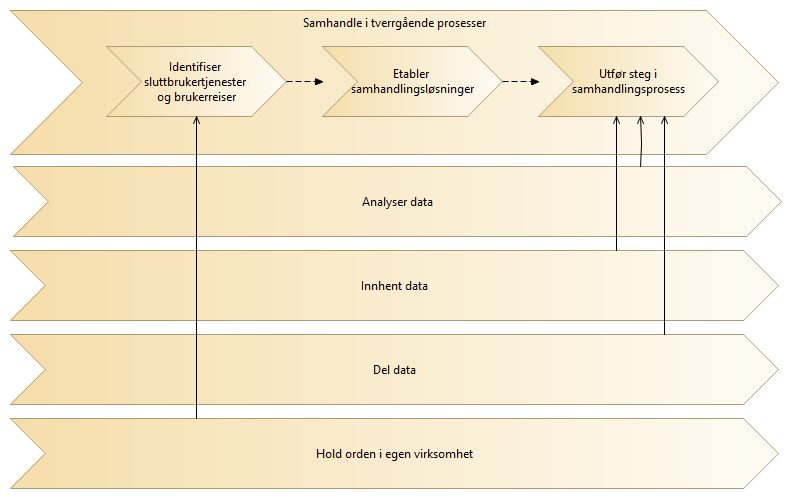 Samhandle i tverrgående prosesser
Identifiser
sluttbrukertjenester
og brukerreiser
Etabler
samhandlingsløsninger
Utfør steg i
samhandlingsprosess
Analyser data
Innhent data
Del data
Hold orden i egen virksomhet